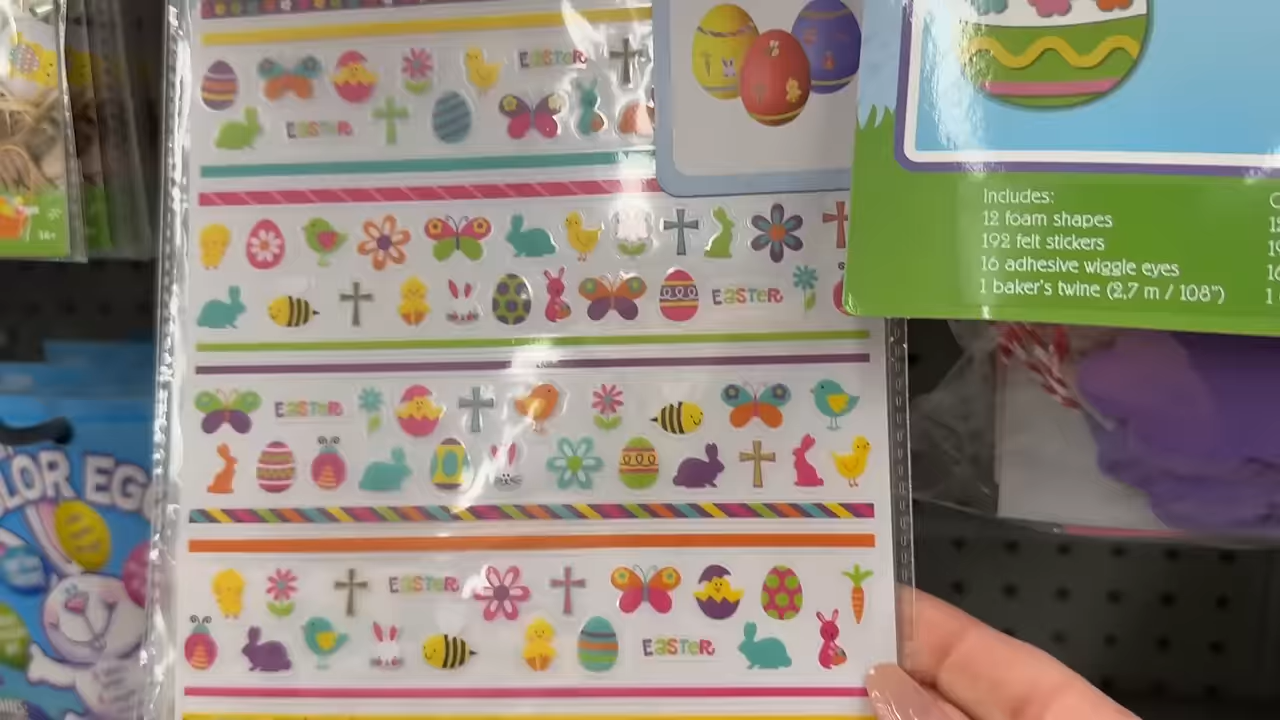 EASTER
EASTER
EASTER
EASTER
EASTER
EASTER
Includes:
12 foam shapes
192 felt stickers
16 adhesive wiggle eyes
1 baker's twine (2,7 m / 108")